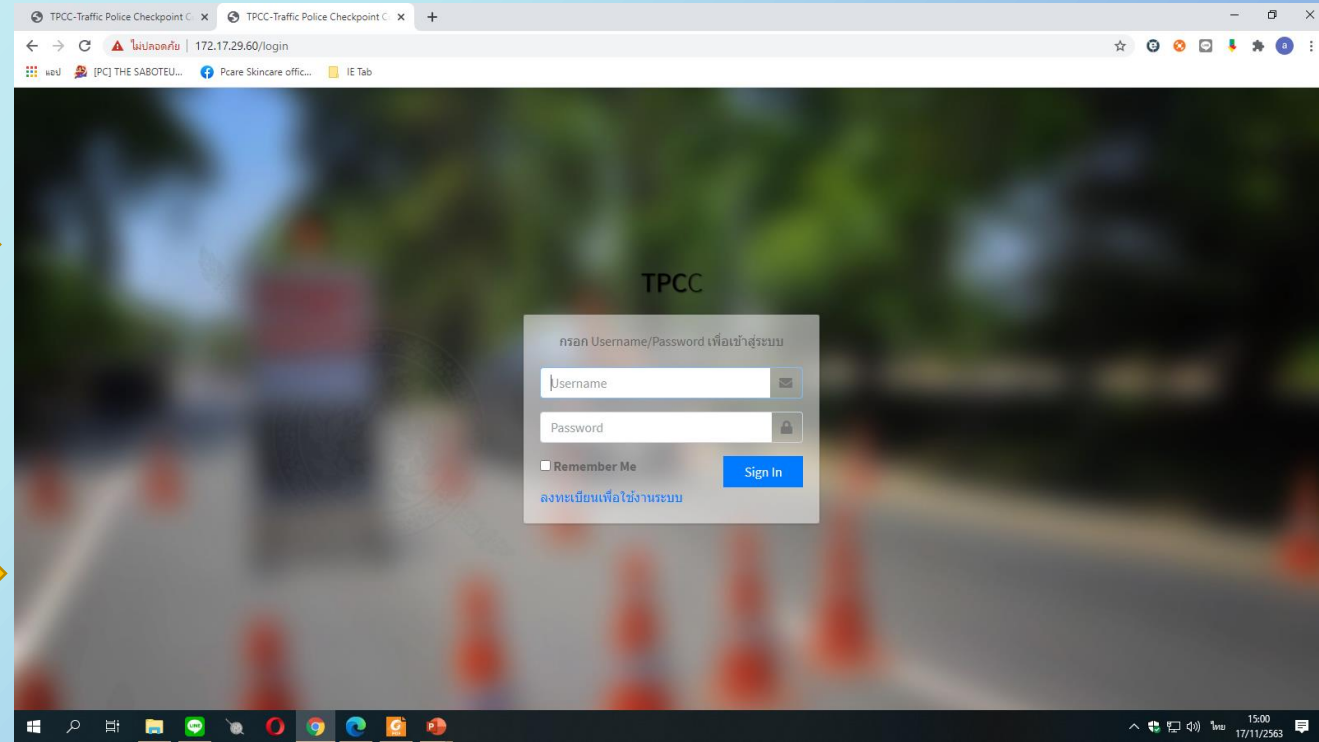 TPCC-Traffic Police Checkpoint C
TPCC-Traffic Police Checkpoint C
ไม่ปลอดภัย | 172.17.29.60/login
แอป
[PC] THE SABOTEU...
Pcare Skincare offic...
IE Tab
TPCC
กรอก Username/Password เพื่อเข้าสู่ระบบ
Username
Password
Remember Me
Sign In
ลงทะเบียนเพื่อใช้งานระบบ
ไทย
15:00
17/11/2563